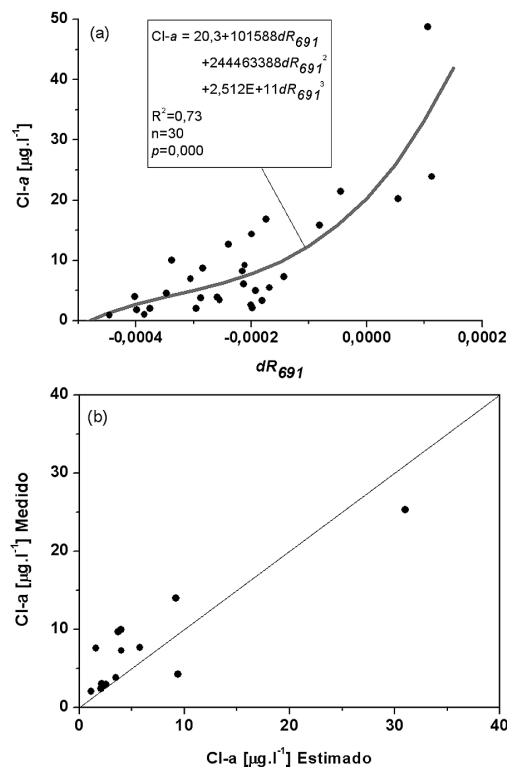 (a)
Cl-a = 20,3+101588dR691
+244463388dR691²
+2,512E+11dR691³
R²=0,73
n=30
p=0,000
Cl-a [µg.l⁻¹]
50
40
30
20
10
0
-0,0004 -0,0002 0,0000 0,0002
dR691
(b)
Cl-a [µg.l⁻¹] Medido
40
30
20
10
0
0 10 20 30 40
Cl-a [µg.l⁻¹] Estimado